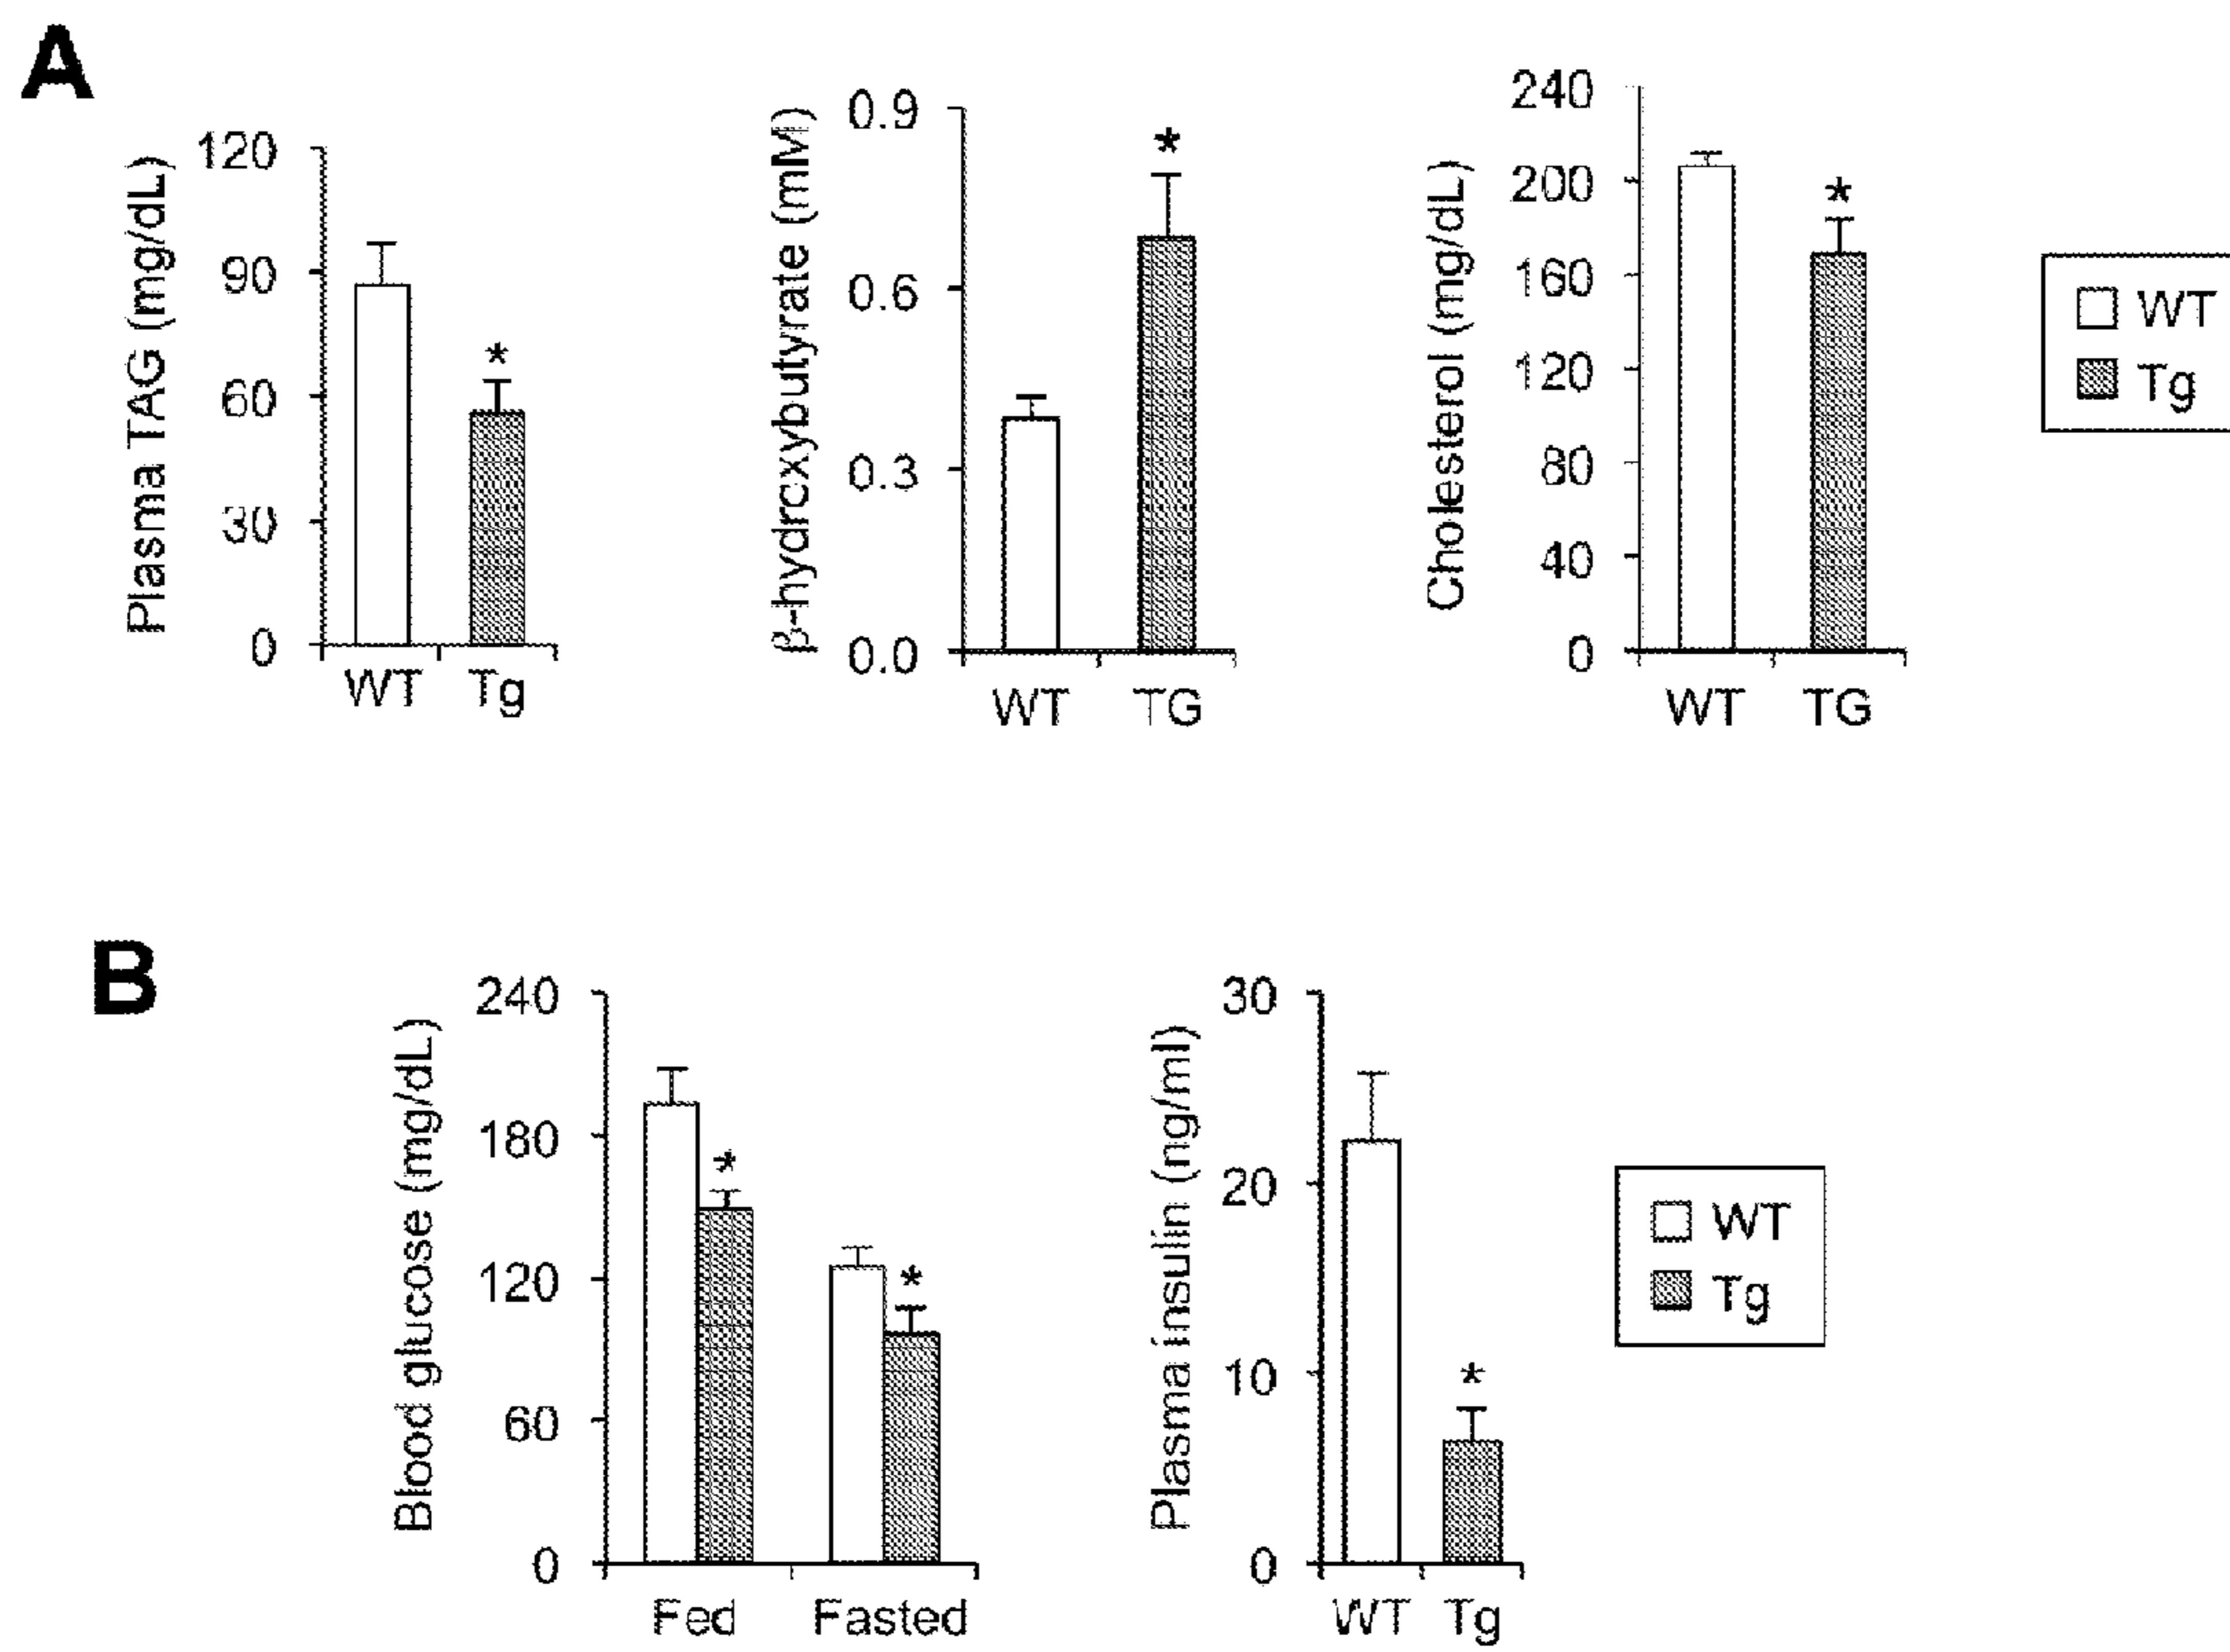 A
Plasma TAG (mg/dL)
120
90
60
30
0
*
WT Tg
β-hydroxybutyrate (mM)
0.9
0.6
0.3
0.0
*
WT TG
Cholesterol (mg/dL)
240
200
160
120
80
40
0
*
WT TG
WT
Tg
B
Blood glucose (mg/dL)
240
180
120
60
0
*
*
Fed Fasted
Plasma insulin (ng/ml)
30
20
10
0
*
WT Tg
WT
Tg